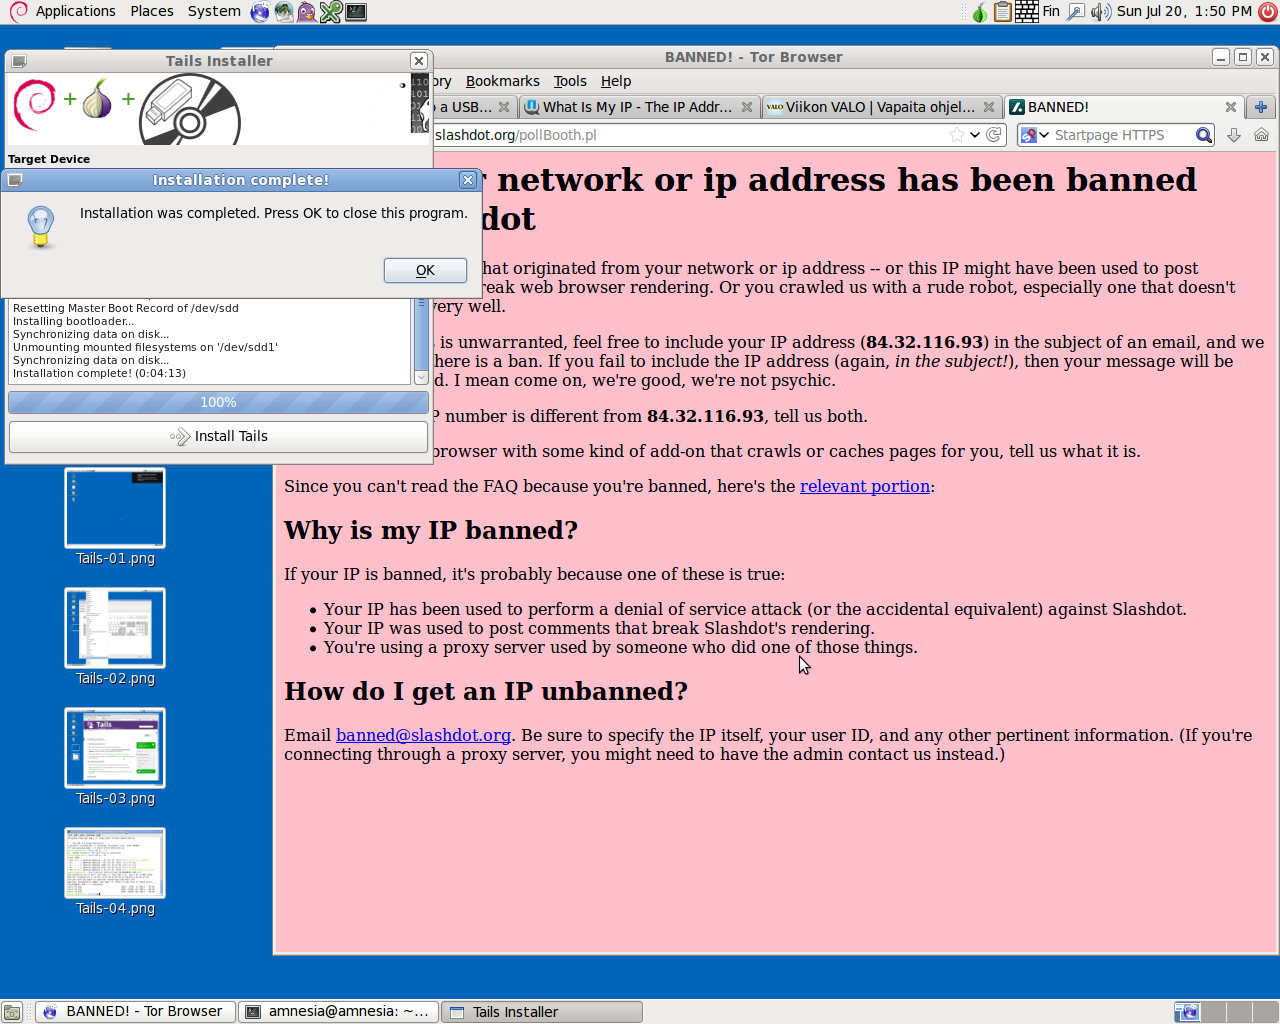 Applications Places System Fin Sun Jul 20, 1:50 PM
Tails Installer
BANNED! - Tor Browser
ory Bookmarks Tools Help
o a USB... What Is My IP - The IP Addr... VALO Viikon VALO | Vapaita ohjel... BANNED!
slashdot.org/pollBooth.pl Startpage HTTPS
Target Device
Installation complete!
Installation was completed. Press OK to close this program.
OK
Resetting Master Boot Record of /dev/sdd
Installing bootloader...
Synchronizing data on disk...
Unmounting mounted filesystems on '/dev/sdd1'
Synchronizing data on disk...
Installation complete! (0:04:13)
100%
Install Tails
r network or ip address has been banned
dot
hat originated from your network or ip address -- or this IP might have been used to post
reak web browser rendering. Or you crawled us with a rude robot, especially one that doesn't
very well.
s is unwarranted, feel free to include your IP address (84.32.116.93) in the subject of an email, and we
here is a ban. If you fail to include the IP address (again, in the subject!), then your message will be
d. I mean come on, we're good, we're not psychic.
P number is different from 84.32.116.93, tell us both.
browser with some kind of add-on that crawls or caches pages for you, tell us what it is.
Since you can't read the FAQ because you're banned, here's the relevant portion:
Why is my IP banned?
If your IP is banned, it's probably because one of these is true:
• Your IP has been used to perform a denial of service attack (or the accidental equivalent) against Slashdot.
• Your IP was used to post comments that break Slashdot's rendering.
• You're using a proxy server used by someone who did one of those things.
How do I get an IP unbanned?
Email banned@slashdot.org. Be sure to specify the IP itself, your user ID, and any other pertinent information. (If you're
connecting through a proxy server, you might need to have the admin contact us instead.)
Tails-01.png
Tails-02.png
Tails-03.png
Tails-04.png
BANNED! - Tor Browser amnesia@amnesia: ~... Tails Installer